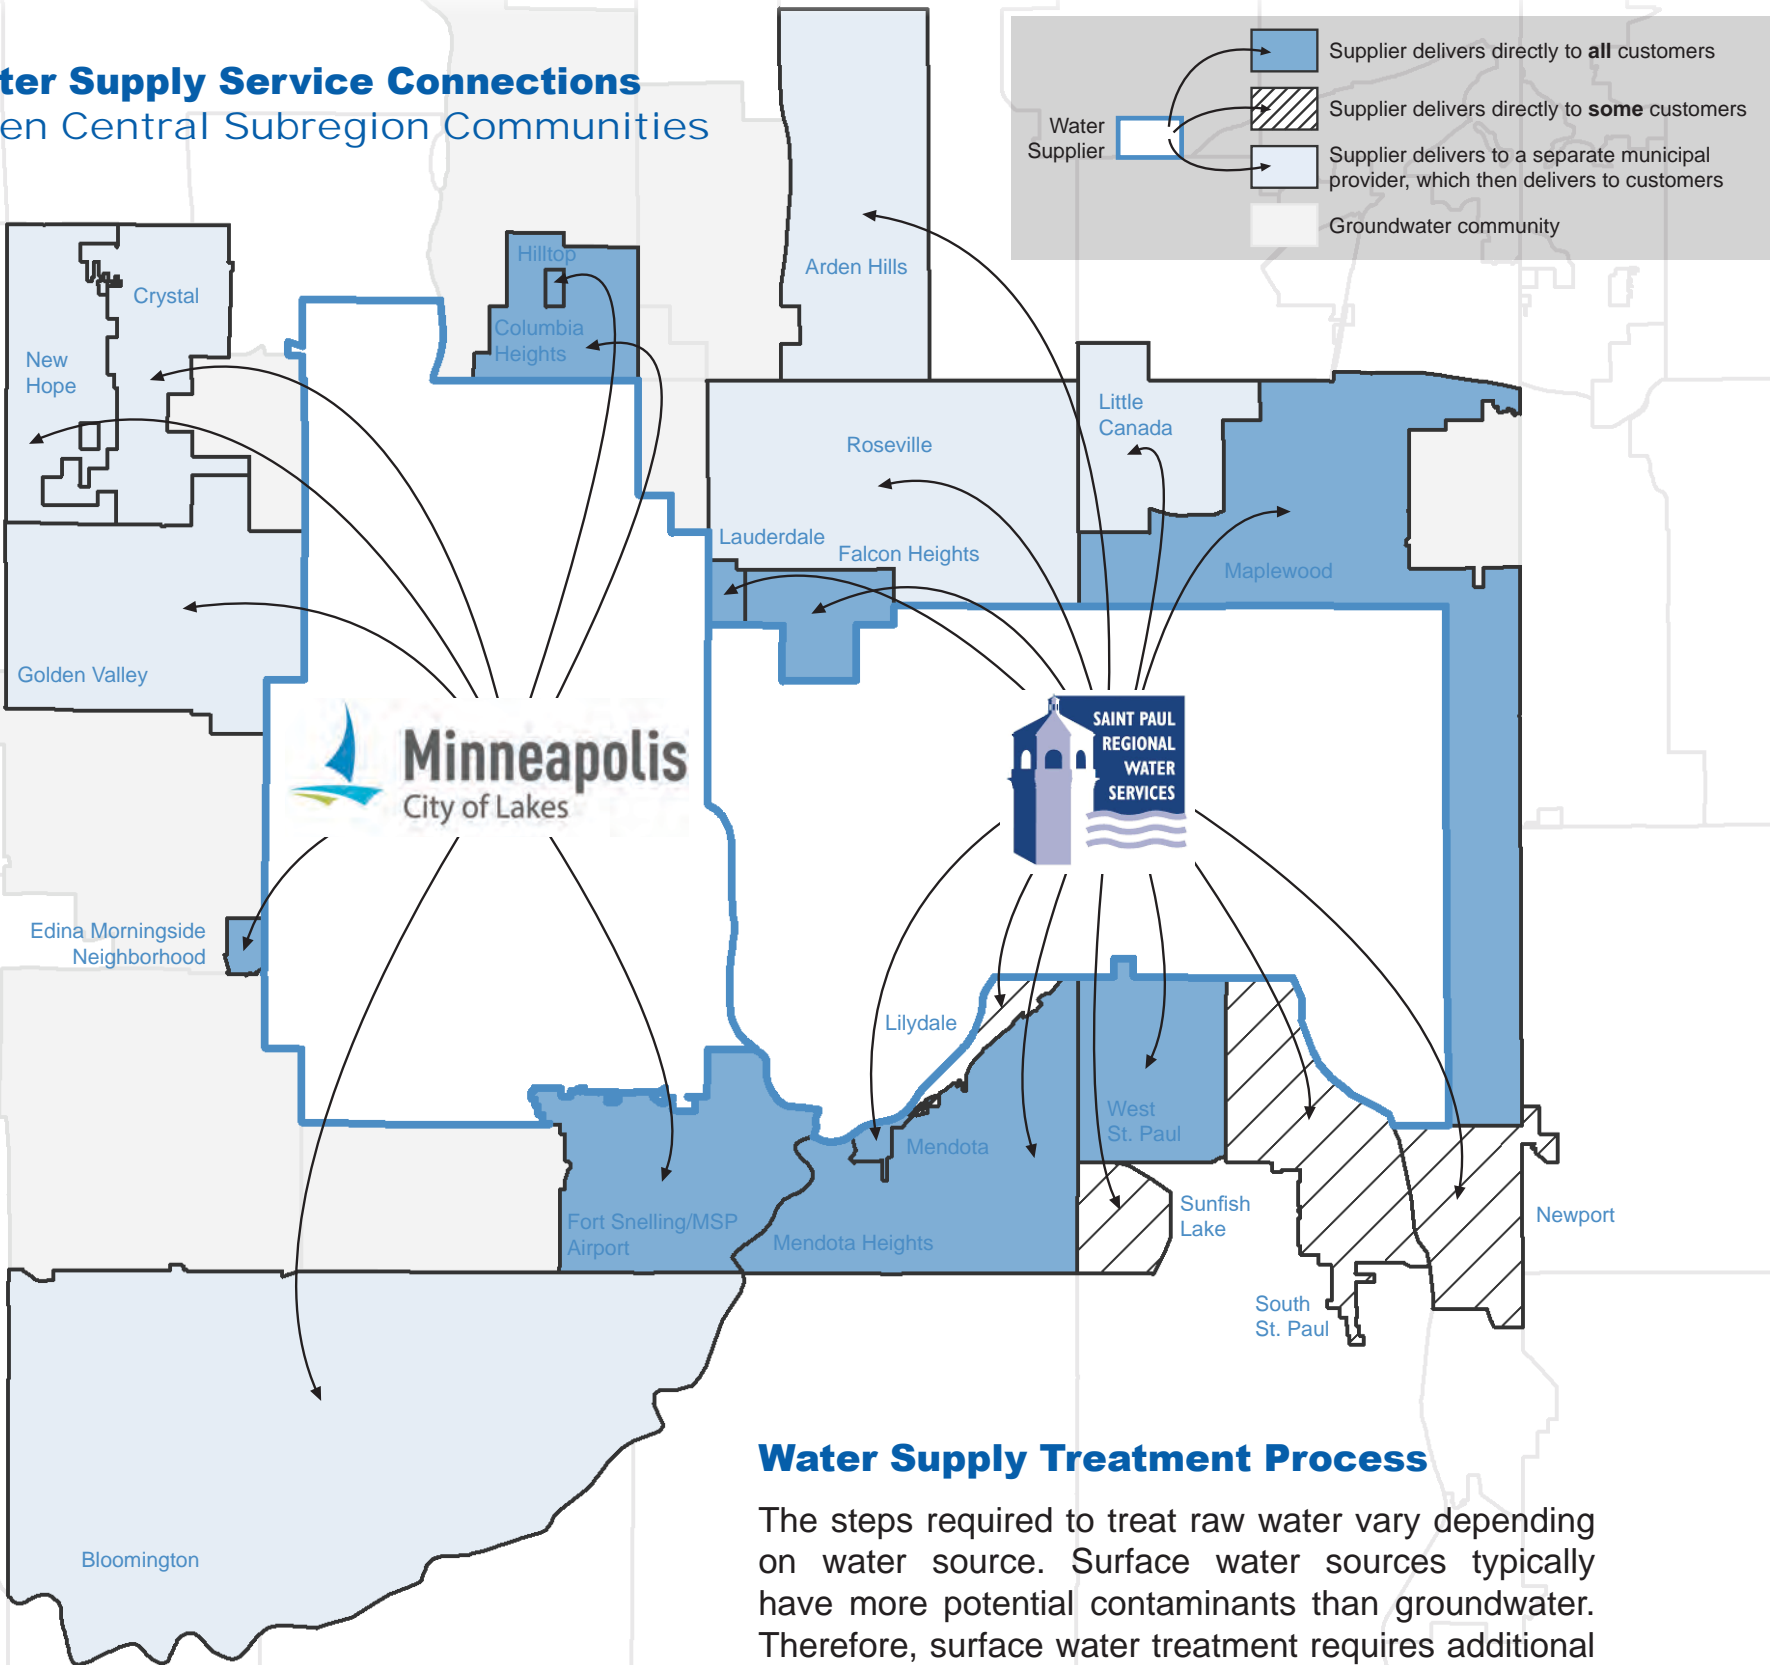 ter Supply Service Connections
en Central Subregion Communities
Water
Supplier
Supplier delivers directly to all customers
Supplier delivers directly to some customers
Supplier delivers to a separate municipal
provider, which then delivers to customers
Groundwater community
Hilltop
Arden Hills
Crystal
Columbia
Heights
New
Hope
Little
Canada
Roseville
Lauderdale
Falcon Heights
Maplewood
Golden Valley
Minneapolis
City of Lakes
SAINT PAUL
REGIONAL
WATER
SERVICES
Edina Morningside
Neighborhood
Lilydale
West
St. Paul
Mendota
Sunfish
Lake
Newport
Fort Snelling/MSP
Airport
Mendota Heights
South
St. Paul
Bloomington
Water Supply Treatment Process
The steps required to treat raw water vary depending
on water source. Surface water sources typically
have more potential contaminants than groundwater.
Therefore, surface water treatment requires additional